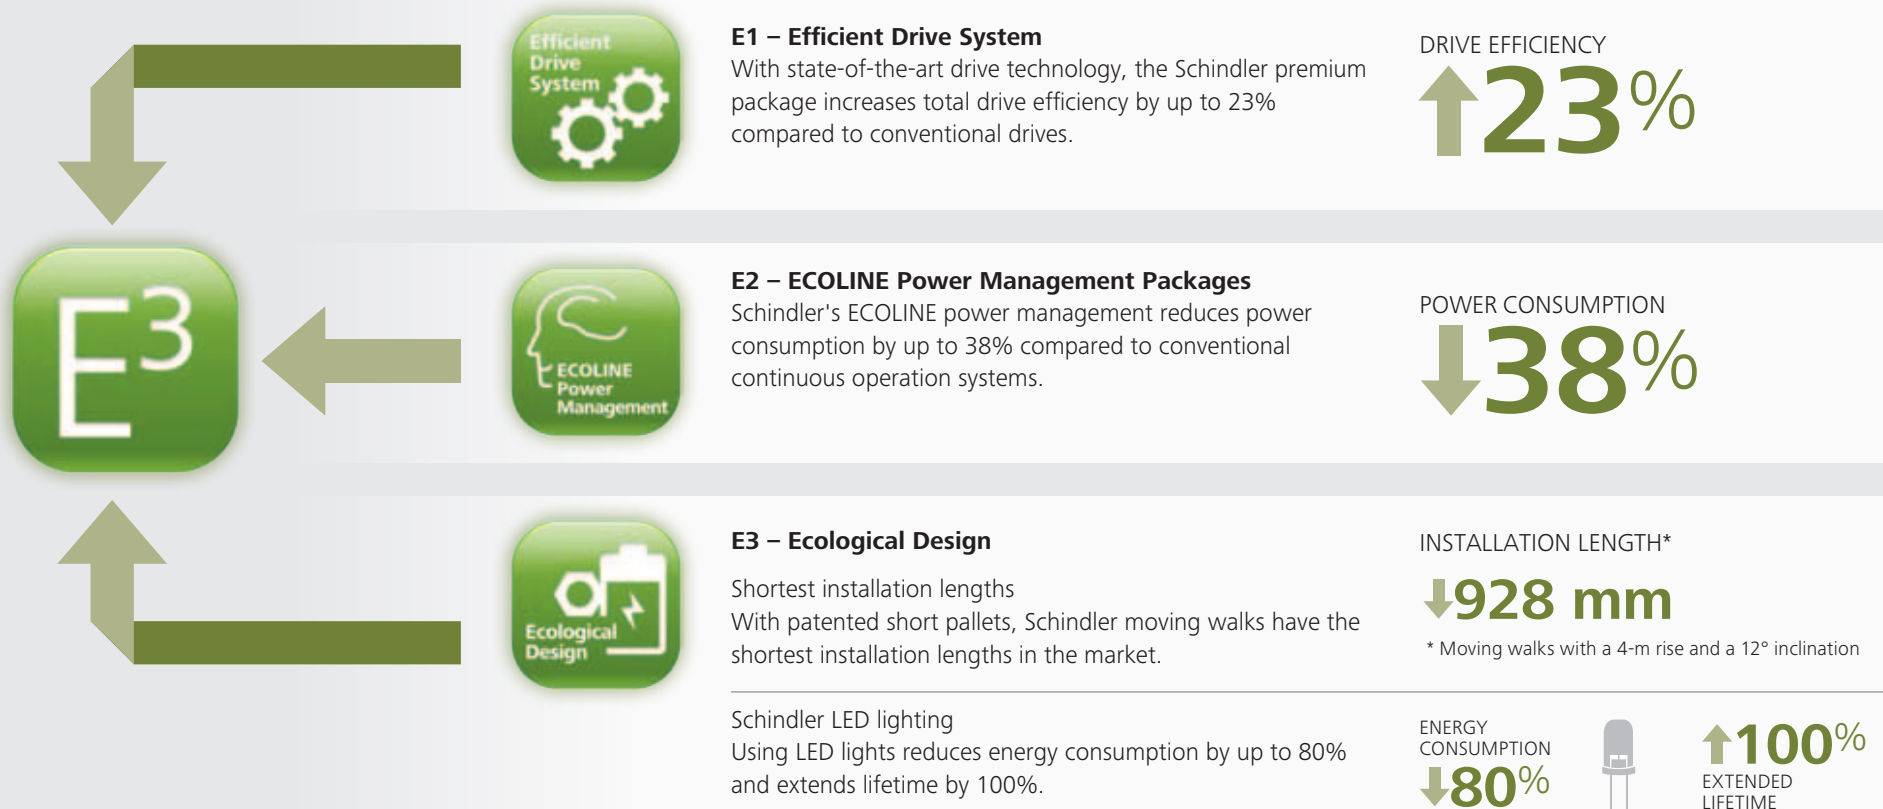 Efficient
Drive
System
E1 – Efficient Drive System
With state-of-the-art drive technology, the Schindler premium
package increases total drive efficiency by up to 23%
compared to conventional drives.
DRIVE EFFICIENCY
23%
E3
ECOLINE
Power
Management
E2 – ECOLINE Power Management Packages
Schindler's ECOLINE power management reduces power
consumption by up to 38% compared to conventional
continuous operation systems.
POWER CONSUMPTION
38%
Ecological
Design
E3 – Ecological Design
Shortest installation lengths
With patented short pallets, Schindler moving walks have the
shortest installation lengths in the market.
INSTALLATION LENGTH*
928 mm
* Moving walks with a 4-m rise and a 12° inclination
Schindler LED lighting
Using LED lights reduces energy consumption by up to 80%
and extends lifetime by 100%.
ENERGY
CONSUMPTION
80%
100%
EXTENDED
LIFETIME